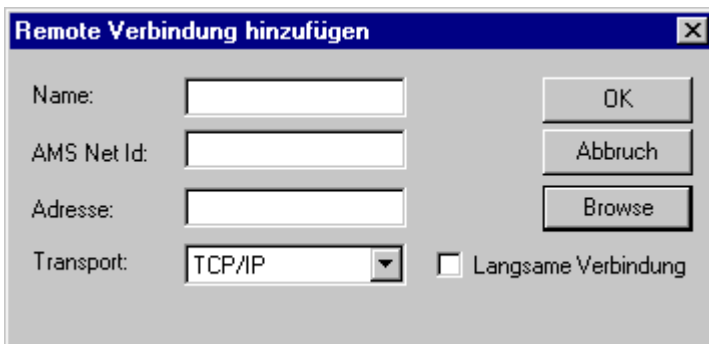 Remote Verbindung hinzufügen
Name:
OK
AMS Net Id:
Abbruch
Adresse:
Browse
Transport:
TCP/IP
Langsame Verbindung